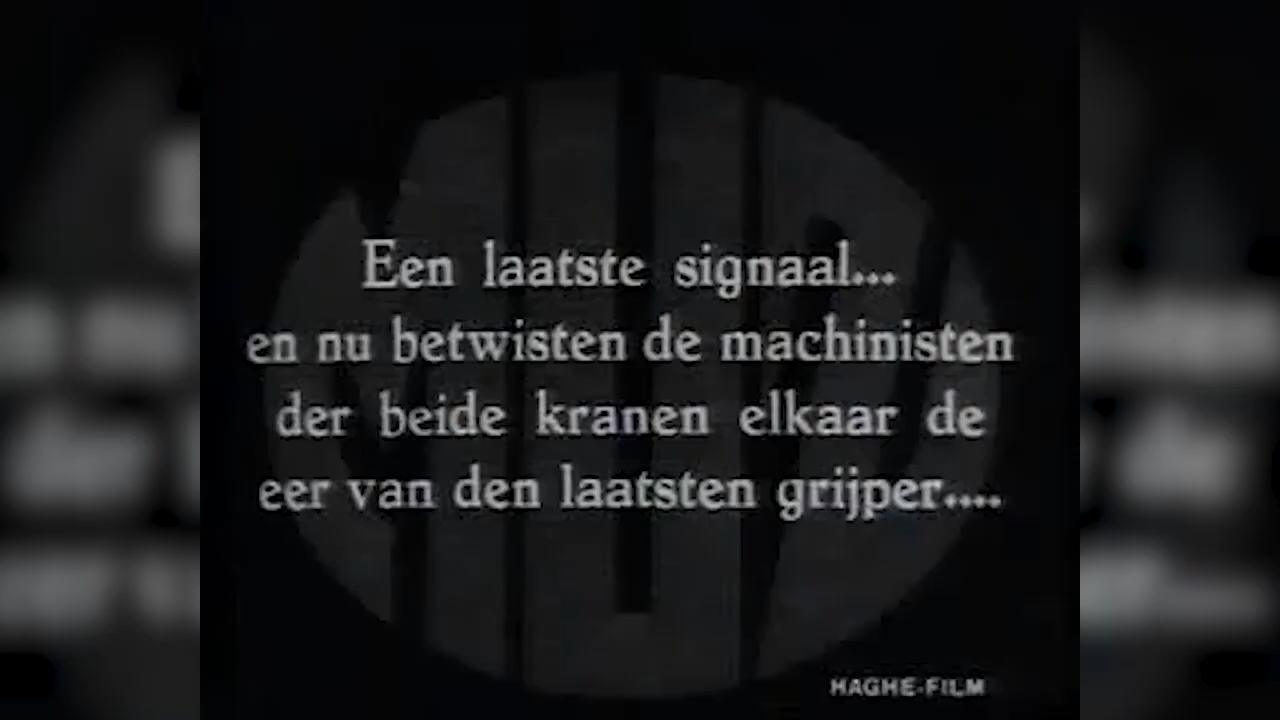 Een laatste signaal...
en nu betwisten de machinisten
der beide kranen elkaar de
eer van den laatsten grijper....
HAGHE-FILM